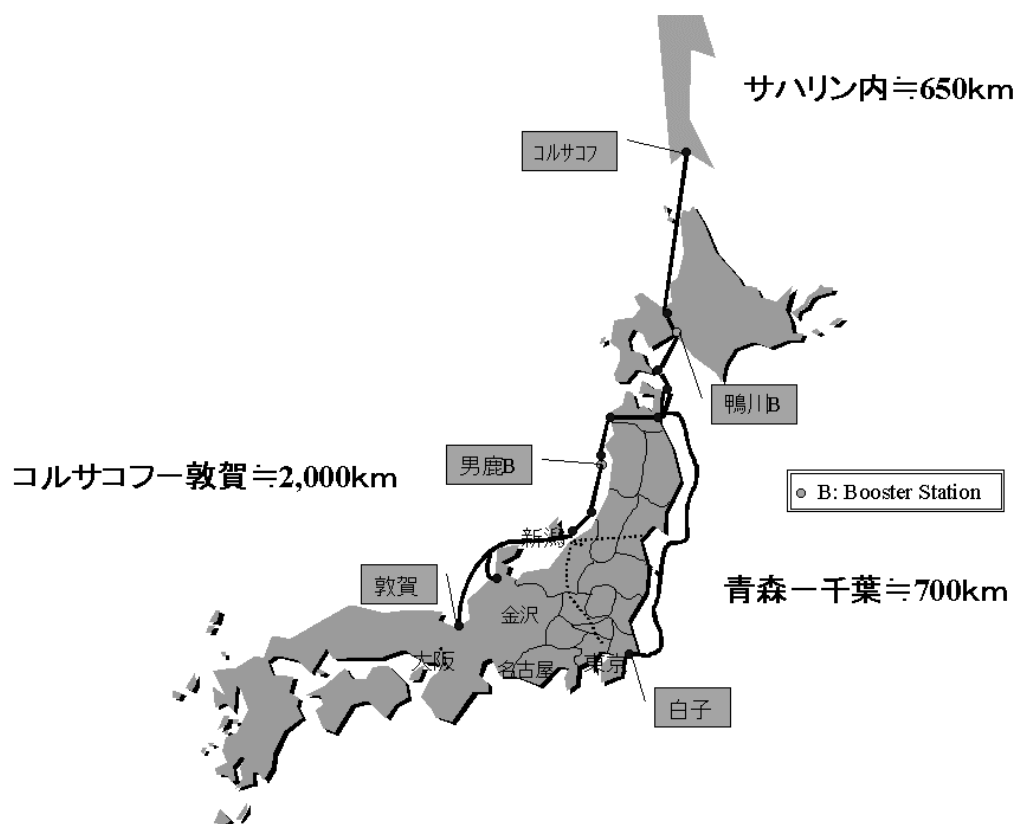 サハリン内≒650km
コルサコフ
鴨川B
男鹿B
コルサコフー敦賀≒2,000km
B: Booster Station
新潟
敦賀
青森－千葉≒700km
金沢
大阪
名古屋
東京
白子